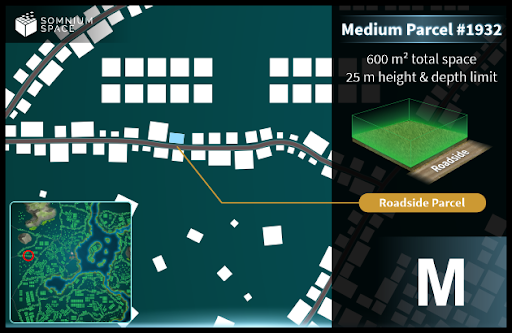 SOMNIUM
SPACE
Medium Parcel #1932
600 m² total space
25 m height & depth limit
Roadside
Roadside Parcel
M